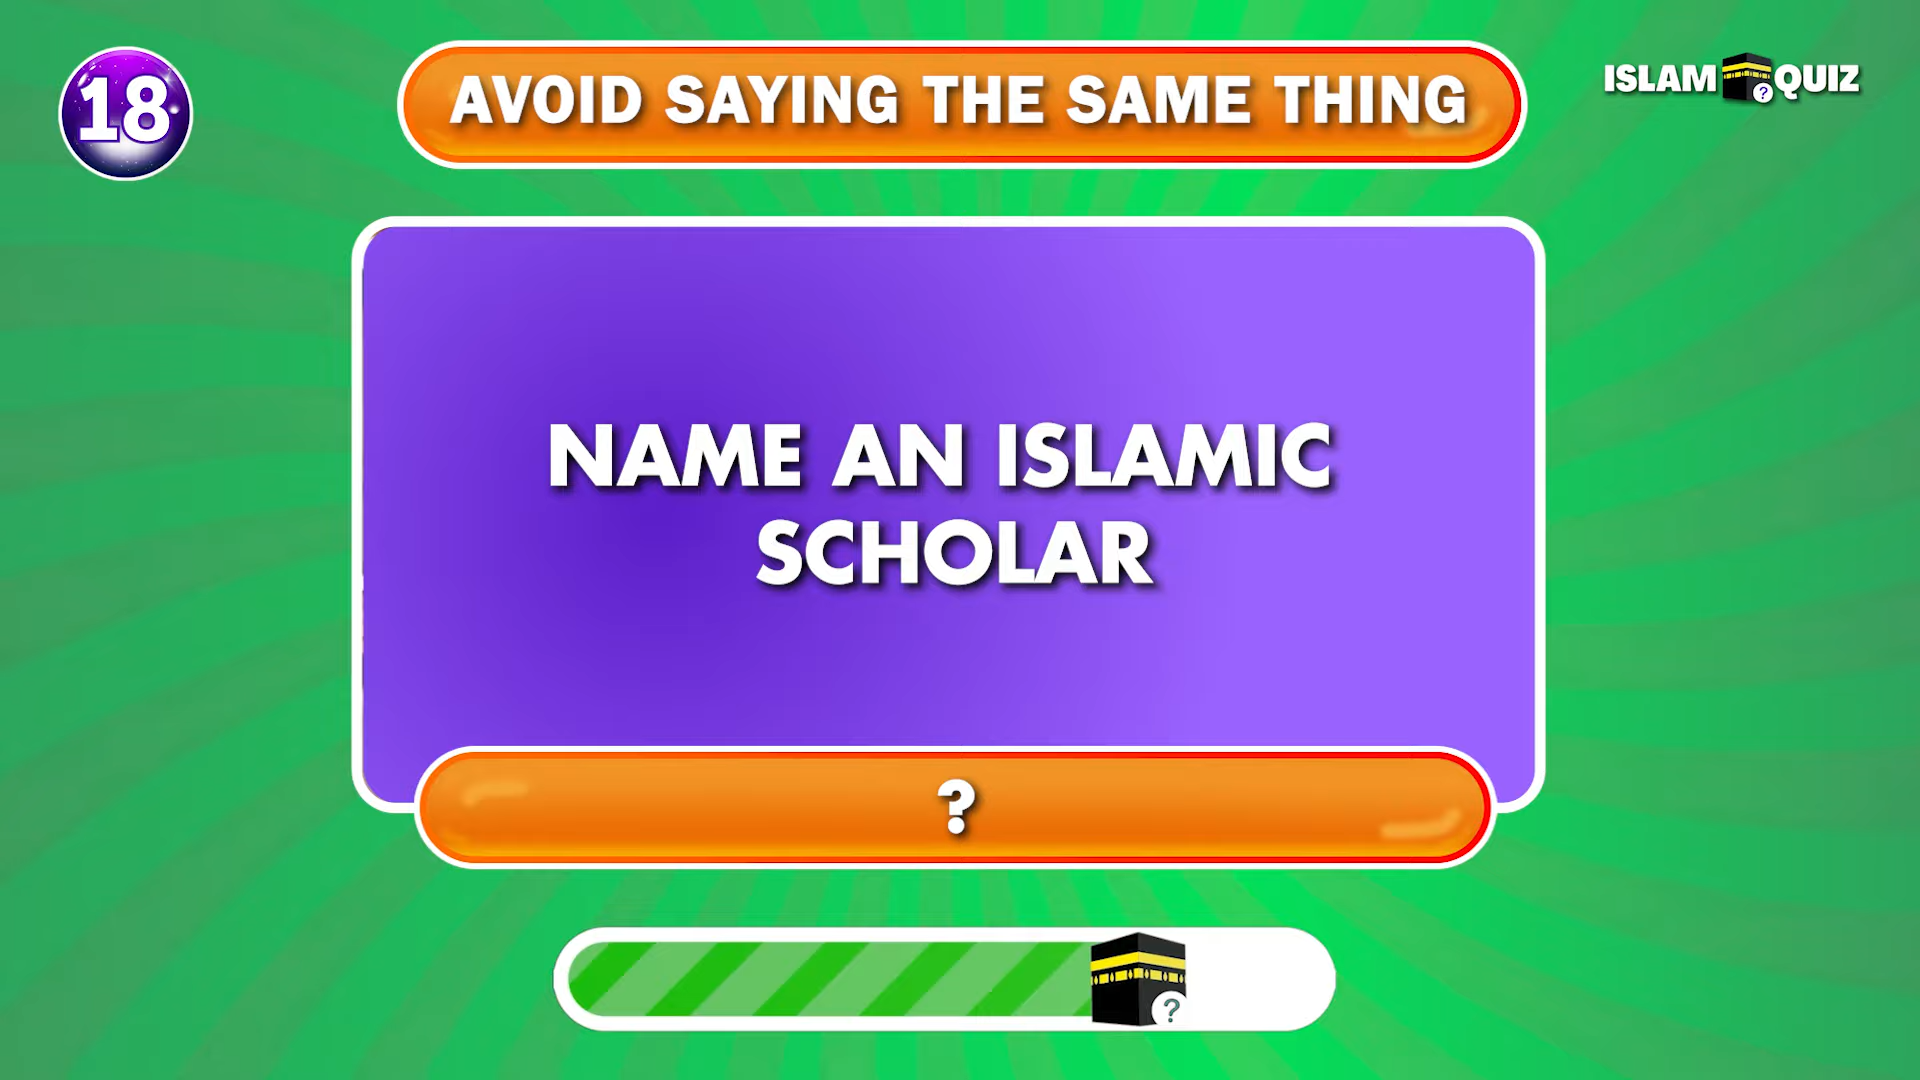 18
AVOID SAYING THE SAME THING
ISLAM ? QUIZ
NAME AN ISLAMIC
SCHOLAR
?
?